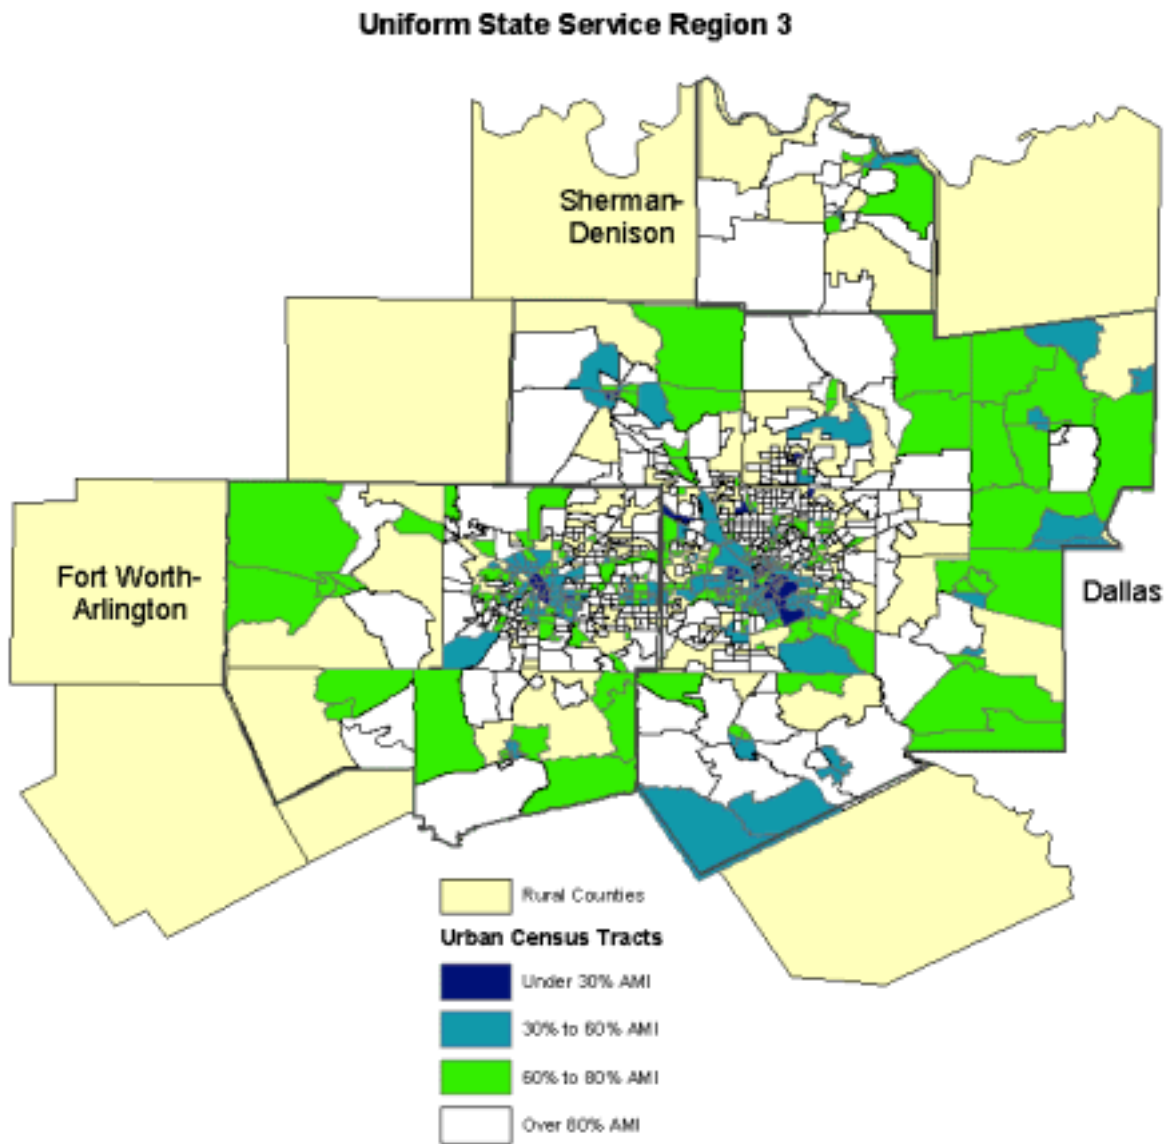 Uniform State Service Region 3
Sherman-
Denison
Fort Worth-
Arlington
Dallas
Rural Counties
Urban Census Tracts
Under 30% AMI
30% to 60% AMI
60% to 80% AMI
Over 80% AMI